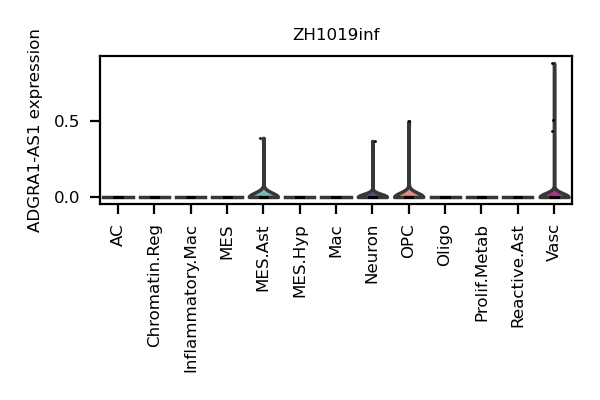 ZH1019inf
ADGRA1-AS1 expression
0.5
0.0
AC
Chromatin.Reg
Inflammatory.Mac
MES
MES.Ast
MES.Hyp
Mac
Neuron
OPC
Oligo
Prolif.Metab
Reactive.Ast
Vasc